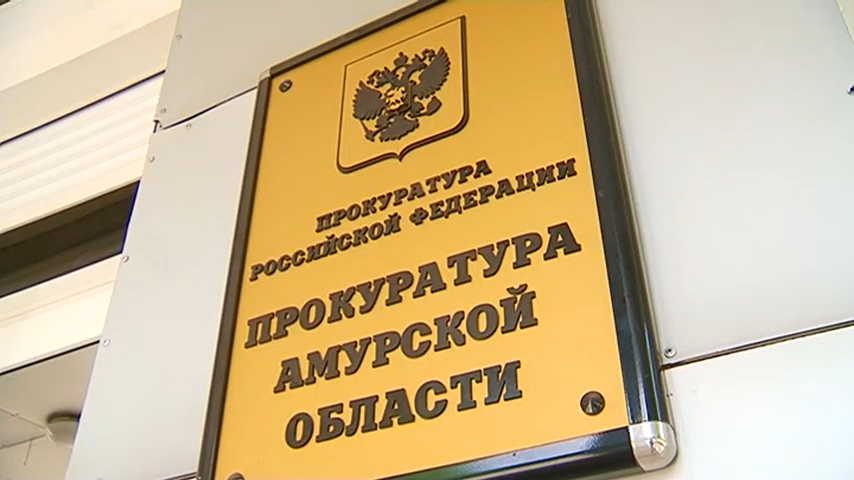 ПРОКУРАТУРА
РОССИЙСКОЙ ФЕДЕРАЦИИ
ПРОКУРАТУРА
АМУРСКОЙ
ОБЛАСТИ